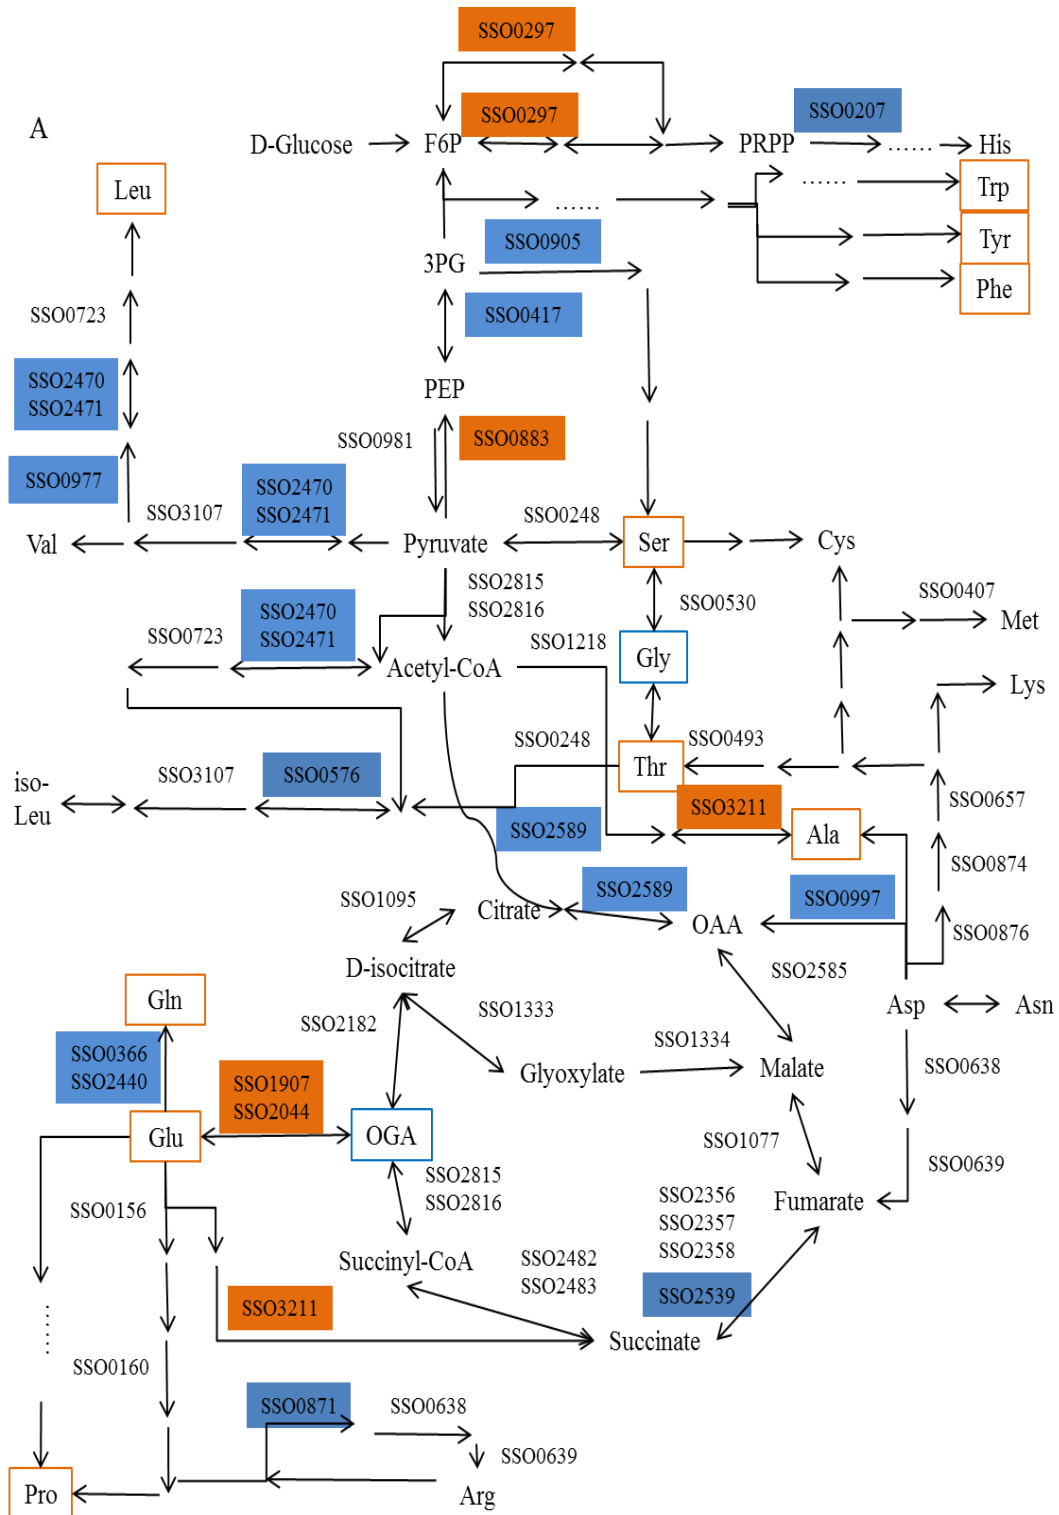 SSO0297
A
SSO0297
SSO0207
D-Glucose
F6P
PRPP
......
His
Leu
......
Trp
......
SSO0905
Tyr
3PG
Phe
SSO0723
SSO0417
SSO2470
SSO2471
PEP
SSO0981
SSO0883
SSO0977
SSO2470
SSO2471
SSO3107
SSO0248
Val
Pyruvate
Ser
Cys
SSO2815
SSO2816
SSO0530
SSO0407
SSO2470
SSO2471
SSO0723
SSO1218
Met
Acetyl-CoA
Gly
Lys
SSO0248
SSO0493
iso-
Leu
SSO3107
SSO0576
Thr
SSO0657
SSO3211
SSO2589
Ala
SSO0874
SSO1095
SSO2589
SSO0997
Citrate
OAA
SSO0876
D-isocitrate
SSO2585
Gln
Asp
Asn
SSO2182
SSO1333
SSO0366
SSO2440
SSO1334
SSO1907
SSO2044
Glyoxylate
Malate
SSO0638
Glu
OGA
SSO1077
SSO2815
SSO2816
SSO0639
SSO0156
SSO2356
SSO2357
SSO2358
Fumarate
Succinyl-CoA
SSO2482
SSO2483
SSO3211
SSO2539
......
Succinate
SSO0160
SSO0871
SSO0638
SSO0639
Pro
Arg